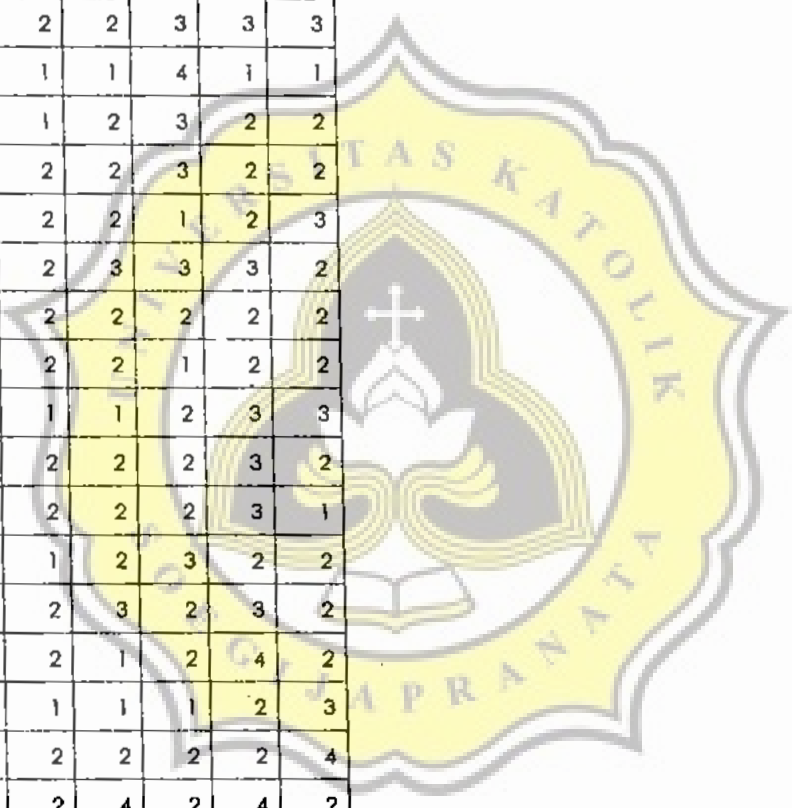 2 2 3 3 3
1 1 4 1 1
1 2 3 2 2
2 2 3 2 2
2 2 1 2 3
2 3 3 3 2
2 2 2 2 2
2 2 1 2 2
1 1 2 3 3
2 2 2 3 2
2 2 2 3 1
1 2 3 2 2
2 3 2 3 2
2 1 2 4 2
1 1 1 2 3
2 2 2 2 4
2 4 2 4 2
UNIVERSITAS KATOLIK
SOEGIJAPRANATA